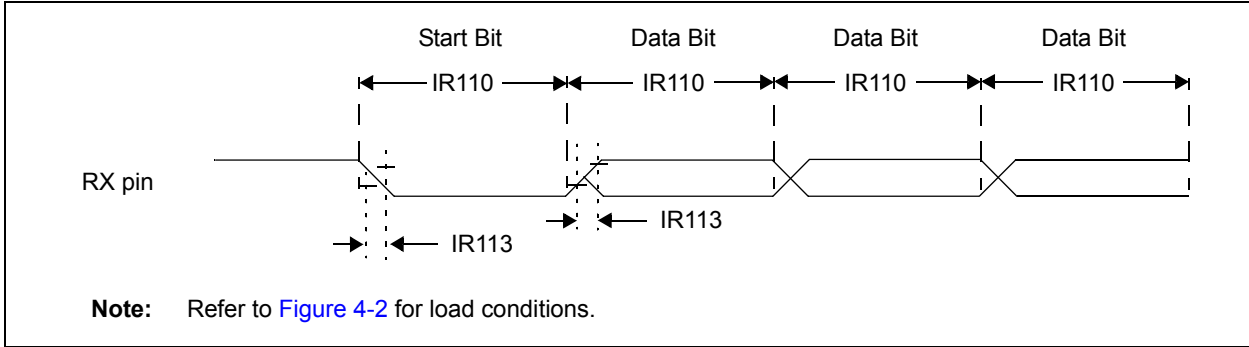 Start Bit Data Bit Data Bit Data Bit
IR110 IR110 IR110 IR110
RX pin
IR113 IR113
Note: Refer to Figure 4-2 for load conditions.